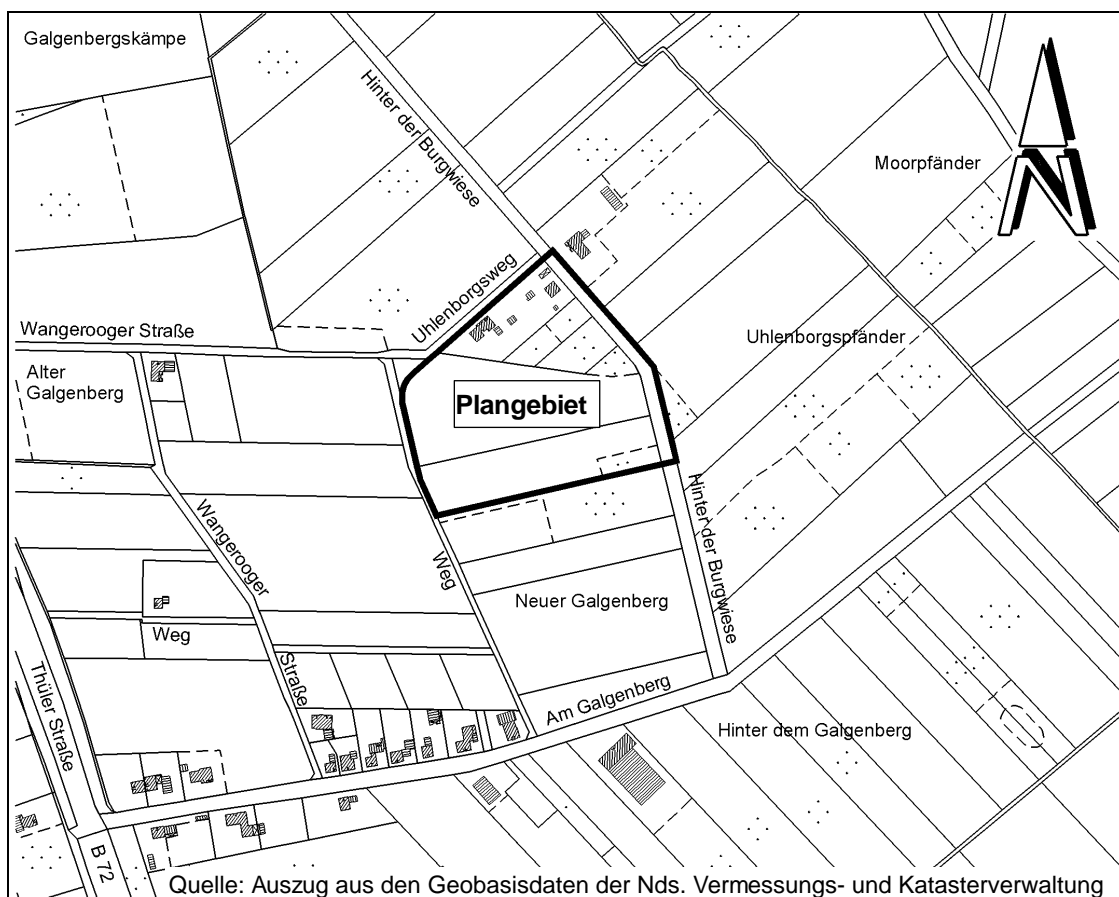 Galgenbergskämpe
Hinter der Burgwiese
Moorpfänder
N
Uhlenborgsweg
Wangerooger Straße
Uhlenborgspfänder
Alter
Galgenberg
Plangebiet
Wangerooger
Hinter der Burgwiese
Weg
Neuer Galgenberg
Weg
Straße
Thüler Straße
Am Galgenberg
Hinter dem Galgenberg
B 72
Quelle: Auszug aus den Geobasisdaten der Nds. Vermessungs- und Katasterverwaltung